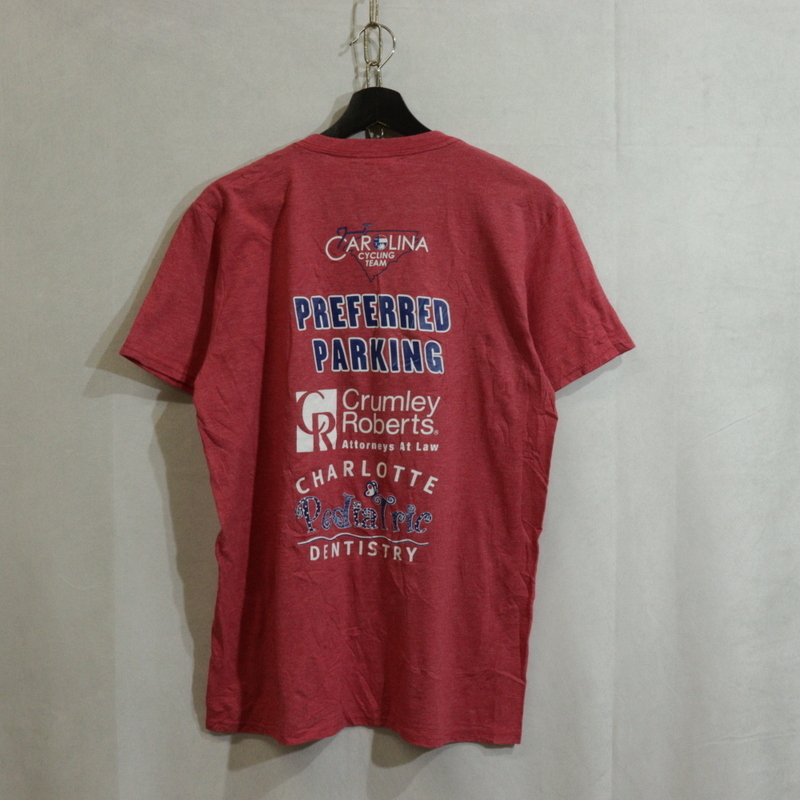 CAROLINA
CYCLING
TEAM
PREFERRED
PARKING
CR
Crumley
Roberts®
Attorneys At Law
CHARLOTTE
Pediatric
DENTISTRY